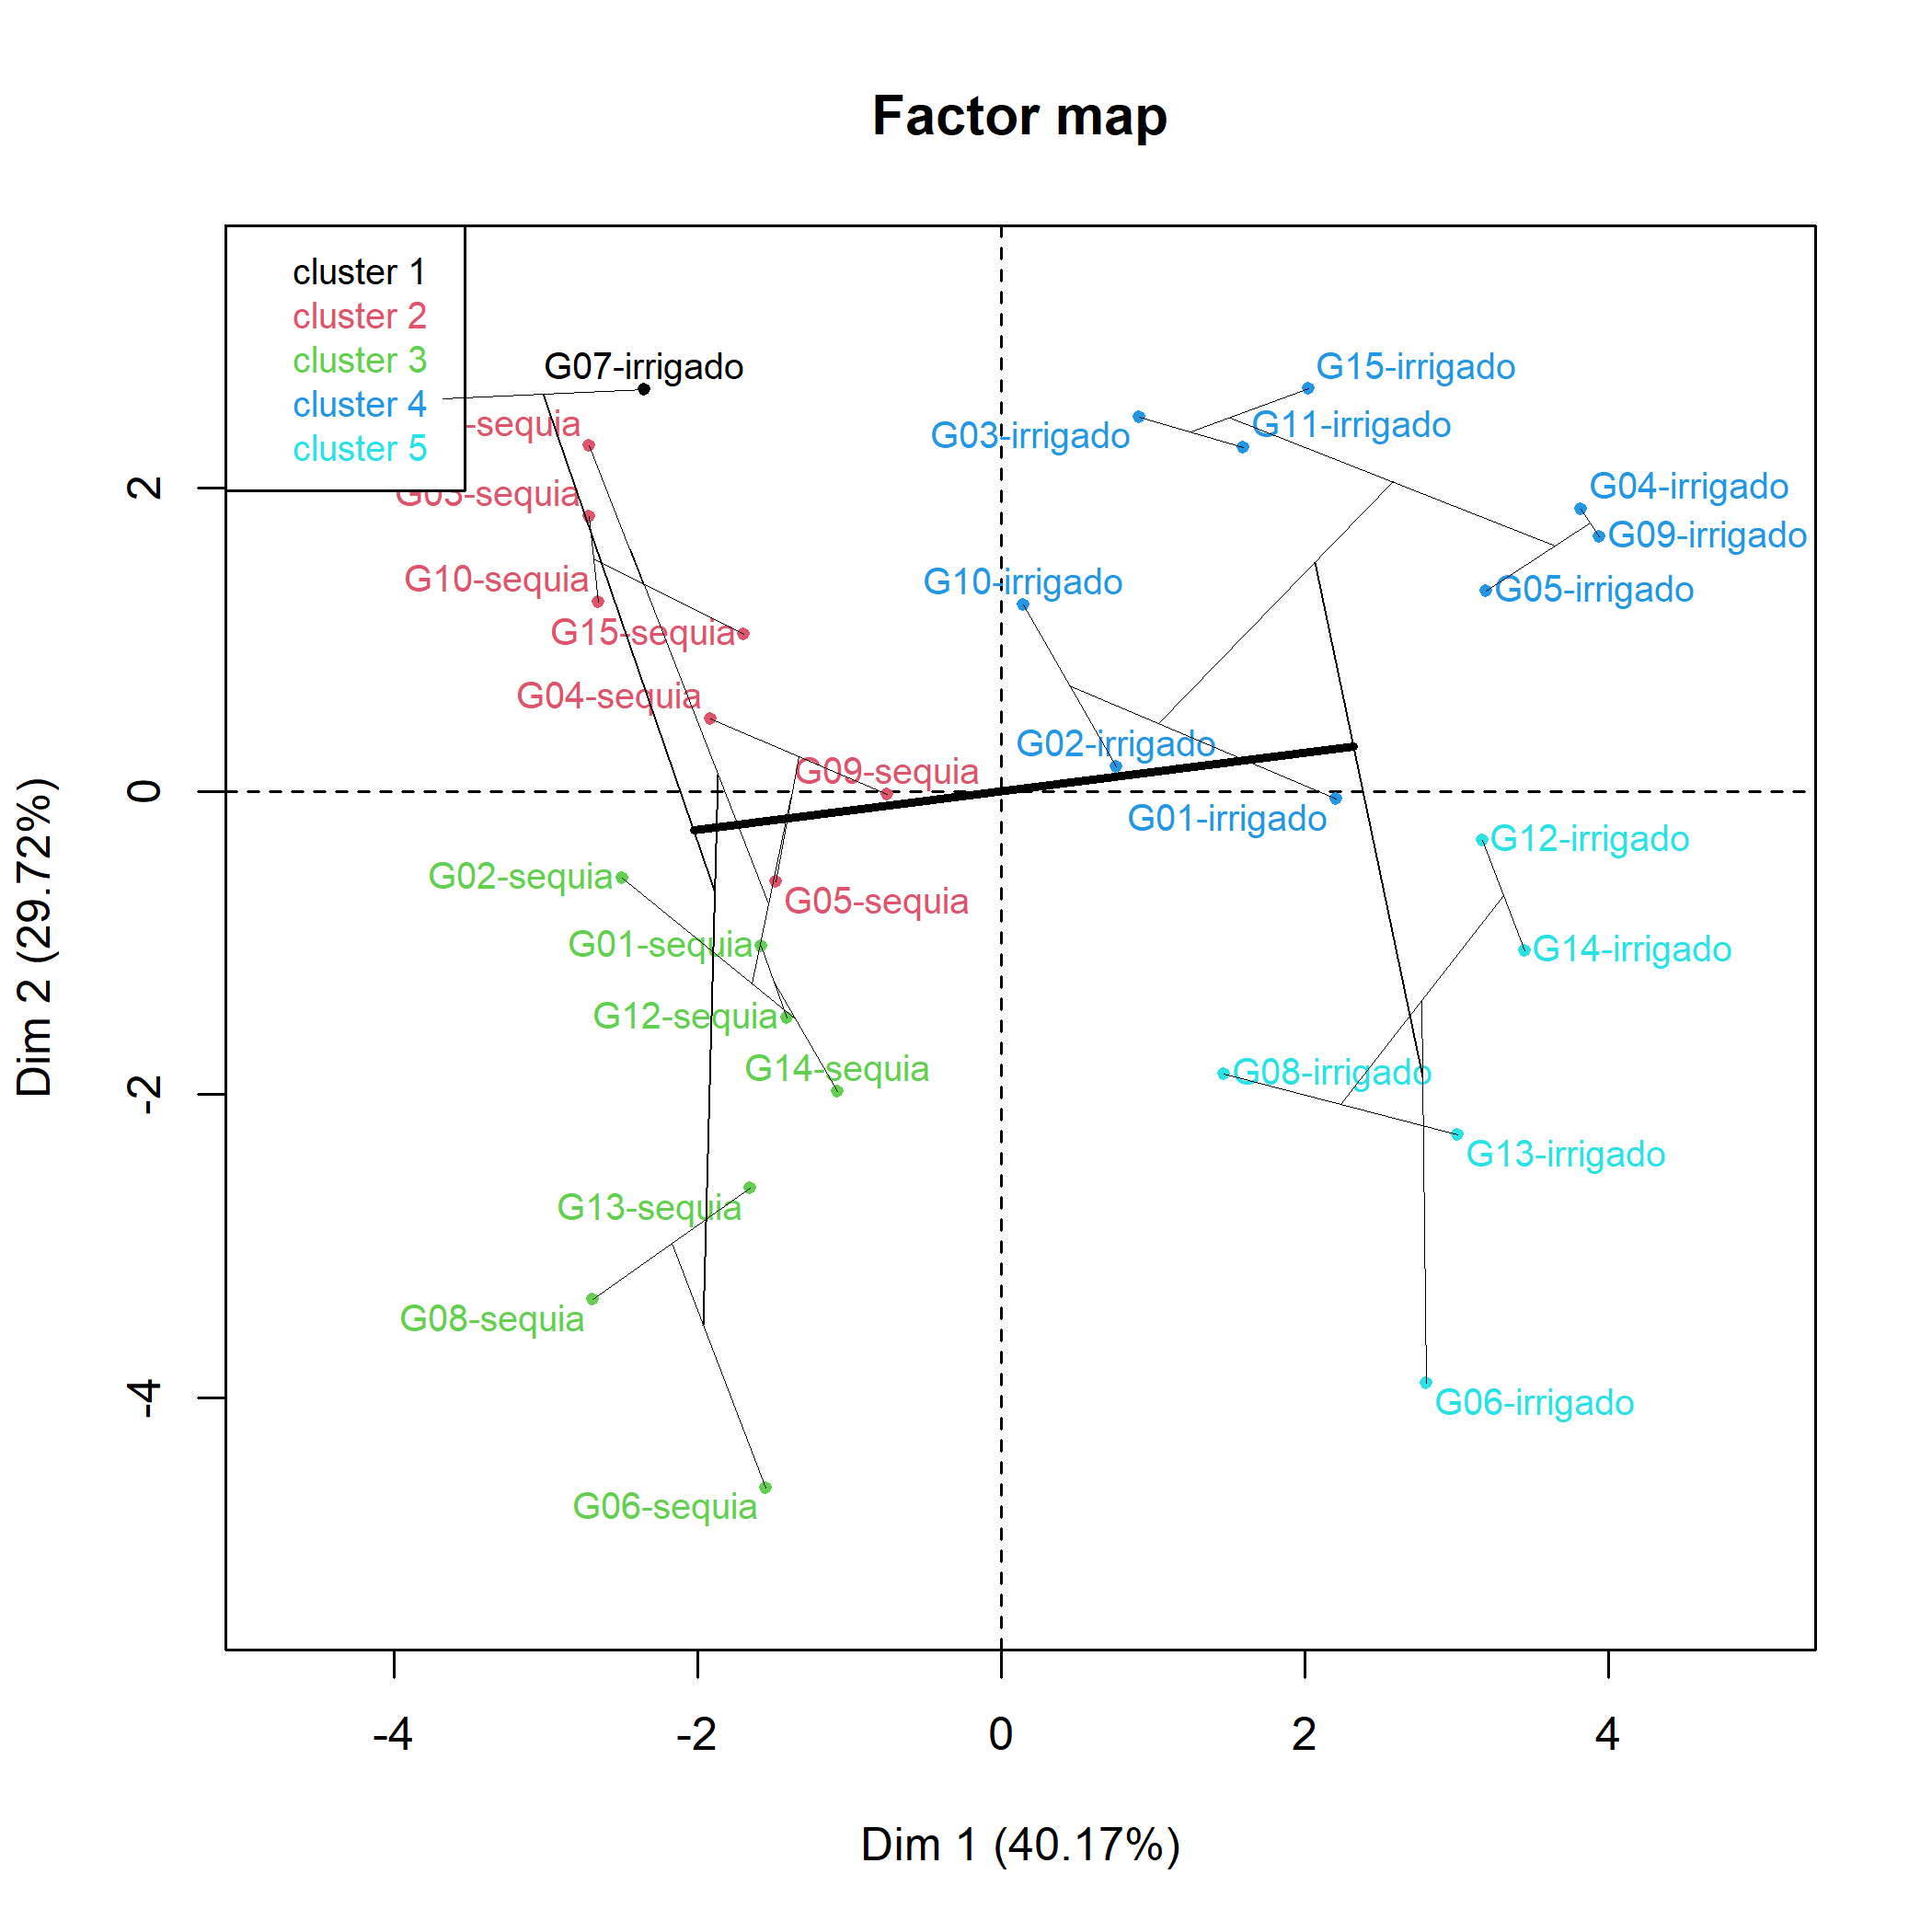 Factor map
cluster 1
cluster 2
cluster 3
cluster 4
cluster 5
G07-irrigado
G15-irrigado
-sequia
G03-irrigado
G11-irrigado
G03-sequia
G04-irrigado
G09-irrigado
G10-sequia
G10-irrigado
G05-irrigado
G15-sequia
G04-sequia
G02-irrigado
G09-sequia
G01-irrigado
G12-irrigado
G02-sequia
G05-sequia
G01-sequia
G14-irrigado
G12-sequia
G14-sequia
G08-irrigado
G13-irrigado
G13-sequia
G08-sequia
G06-irrigado
G06-sequia
2
0
-2
-4
Dim 2 (29.72%)
-4 -2 0 2 4
Dim 1 (40.17%)